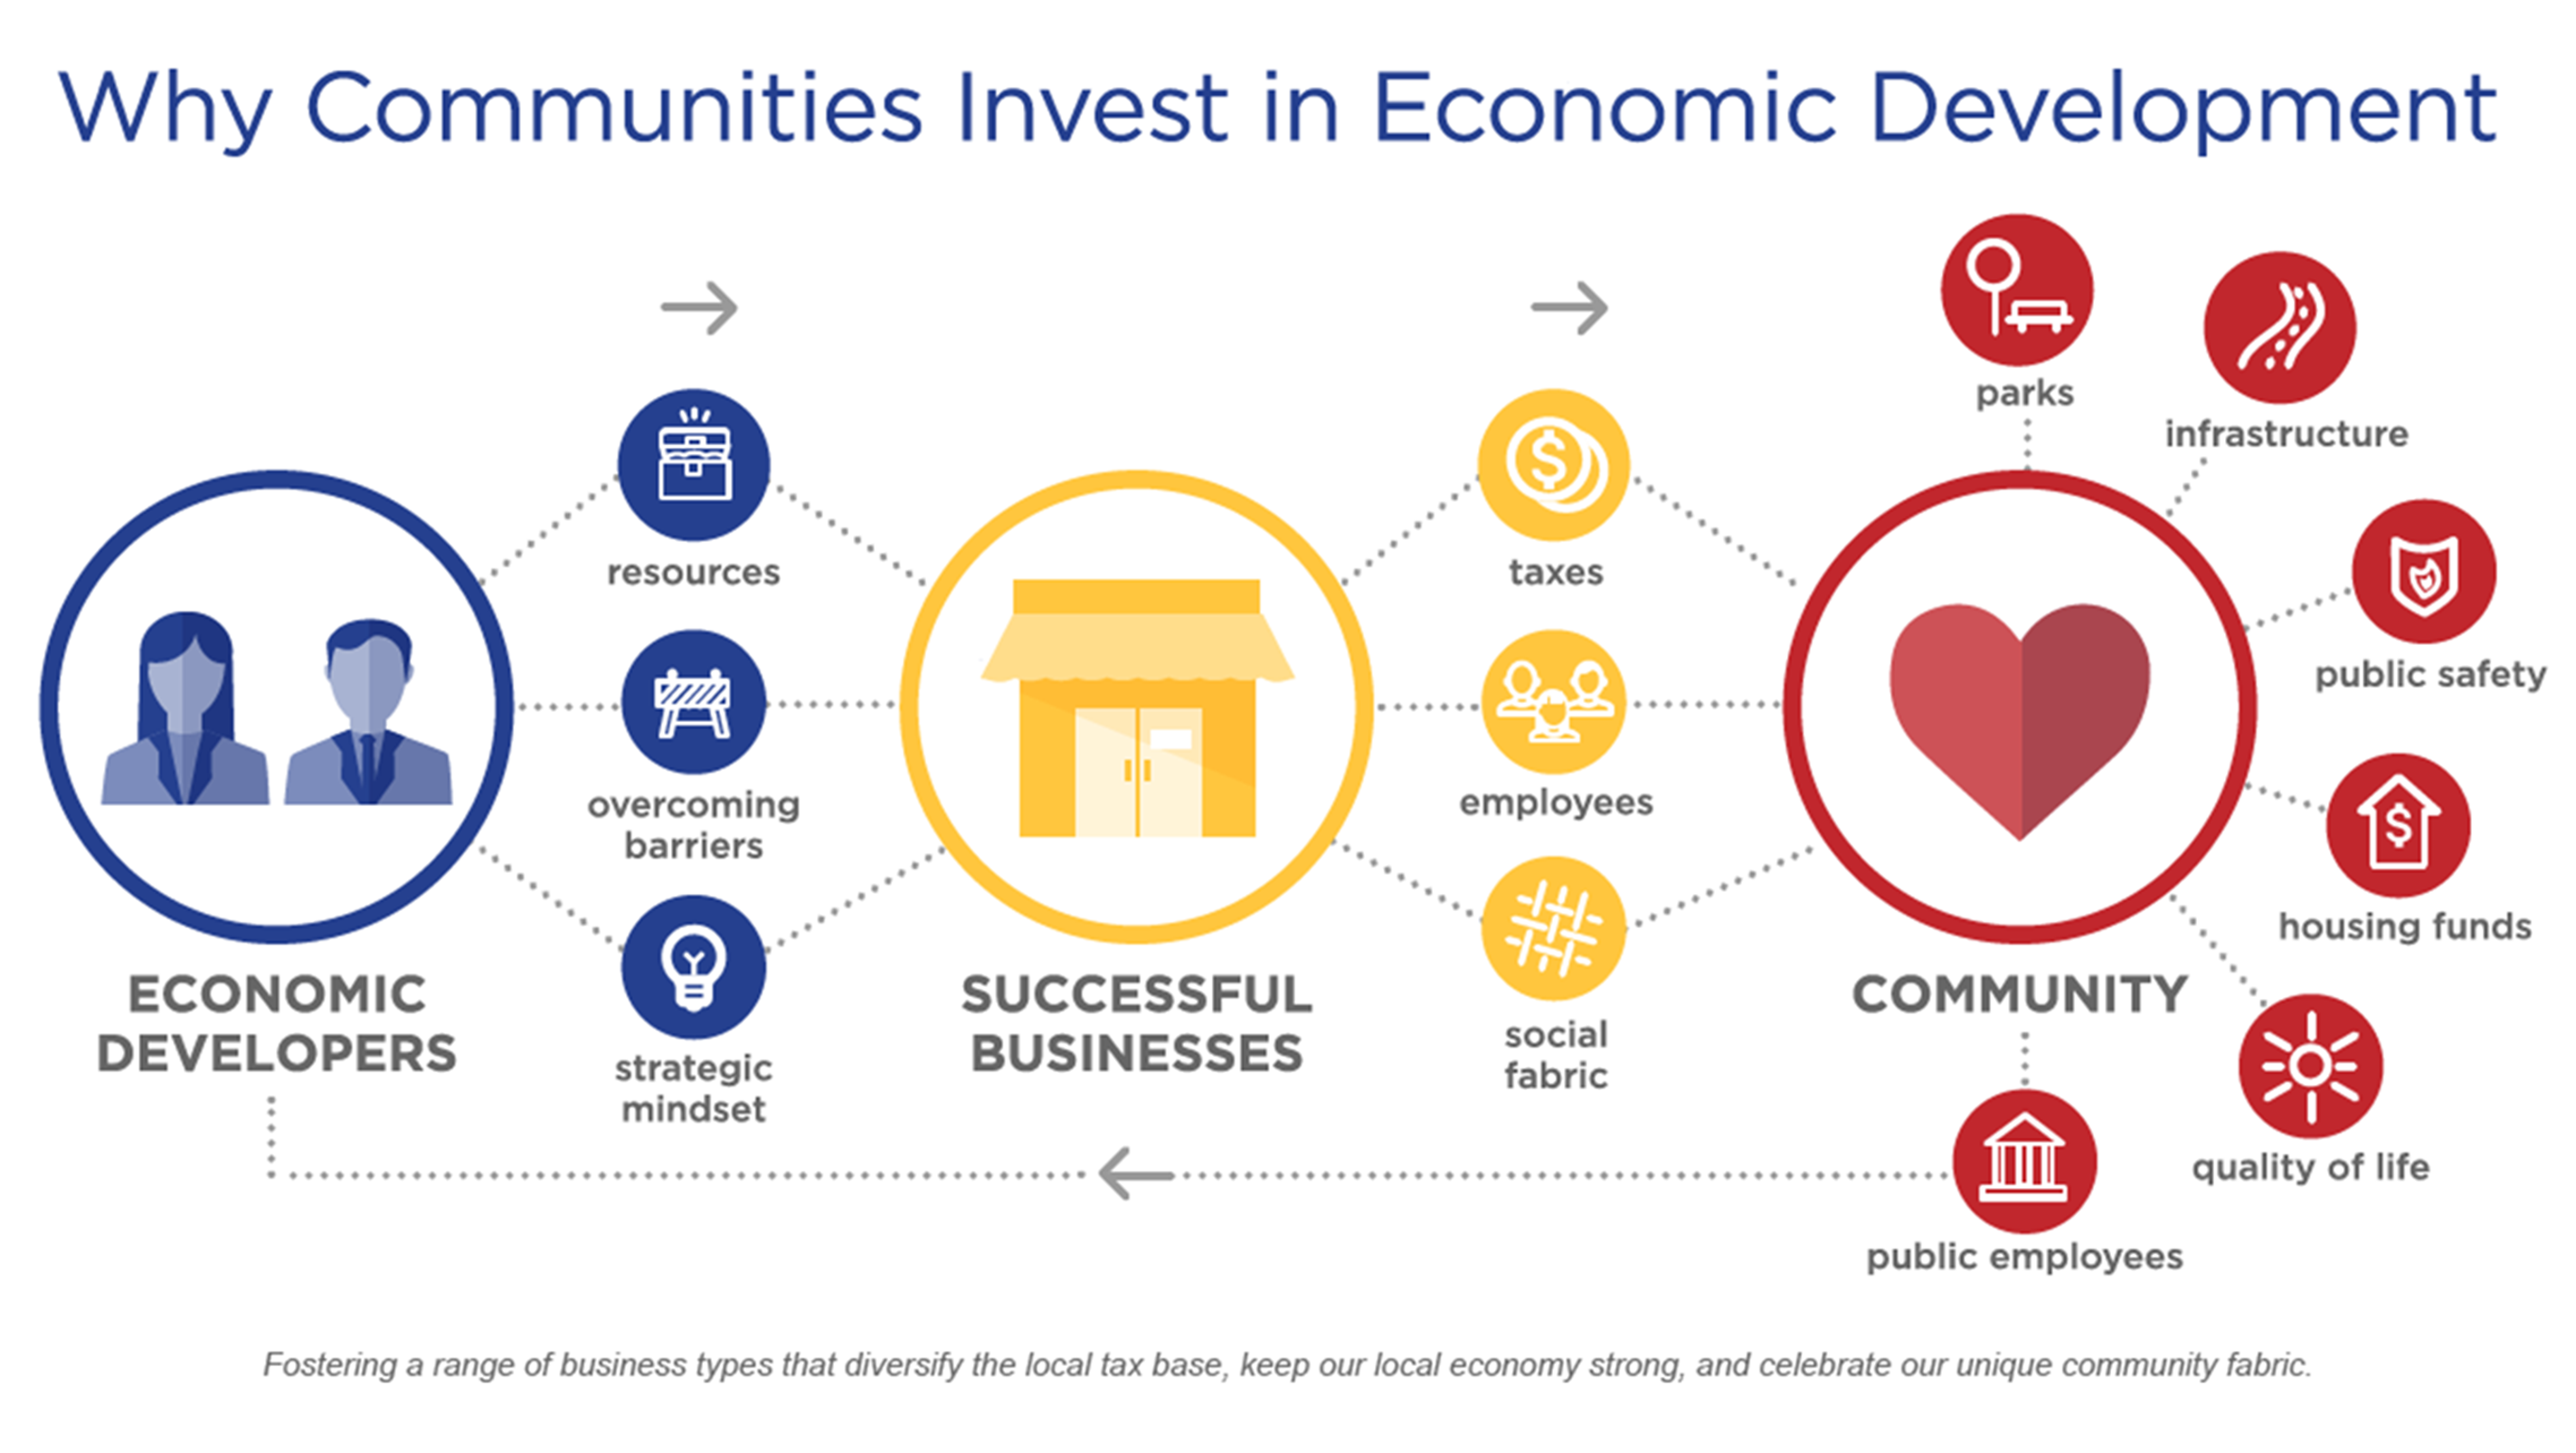 Why Communities Invest in Economic Development
parks
infrastructure
resources
taxes
public safety
overcoming
barriers
employees
housing funds
ECONOMIC
DEVELOPERS
SUCCESSFUL
BUSINESSES
COMMUNITY
strategic
mindset
social
fabric
quality of life
public employees
Fostering a range of business types that diversify the local tax base, keep our local economy strong, and celebrate our unique community fabric.